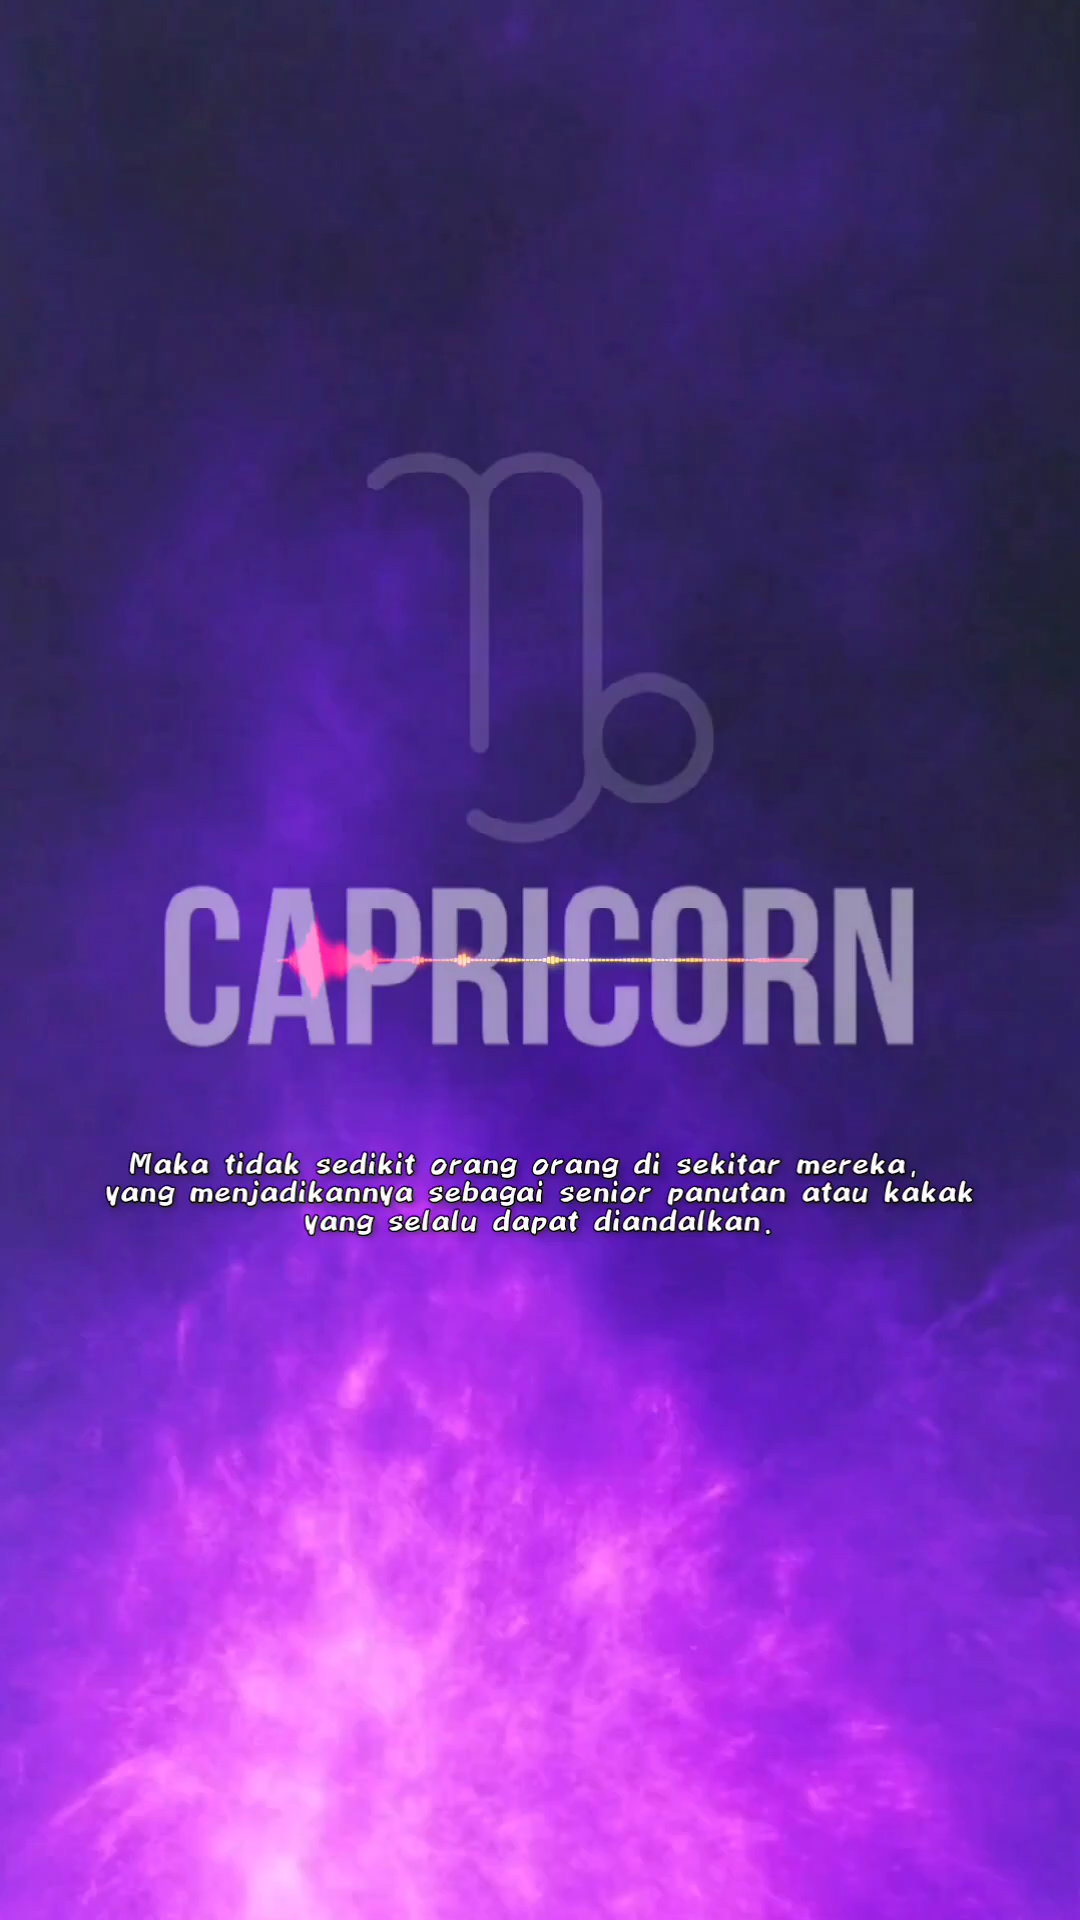 CAPRICORN
Maka tidak sedikit orang orang di sekitar mereka,
yang menjadikannya sebagai senior panutan atau kakak
yang selalu dapat diandalkan.